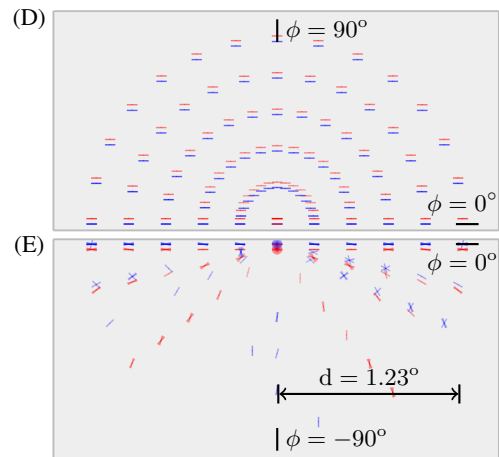 (D)
ϕ = 90°
ϕ = 0°
(E)
ϕ = 0°
d = 1.23°
ϕ = −90°